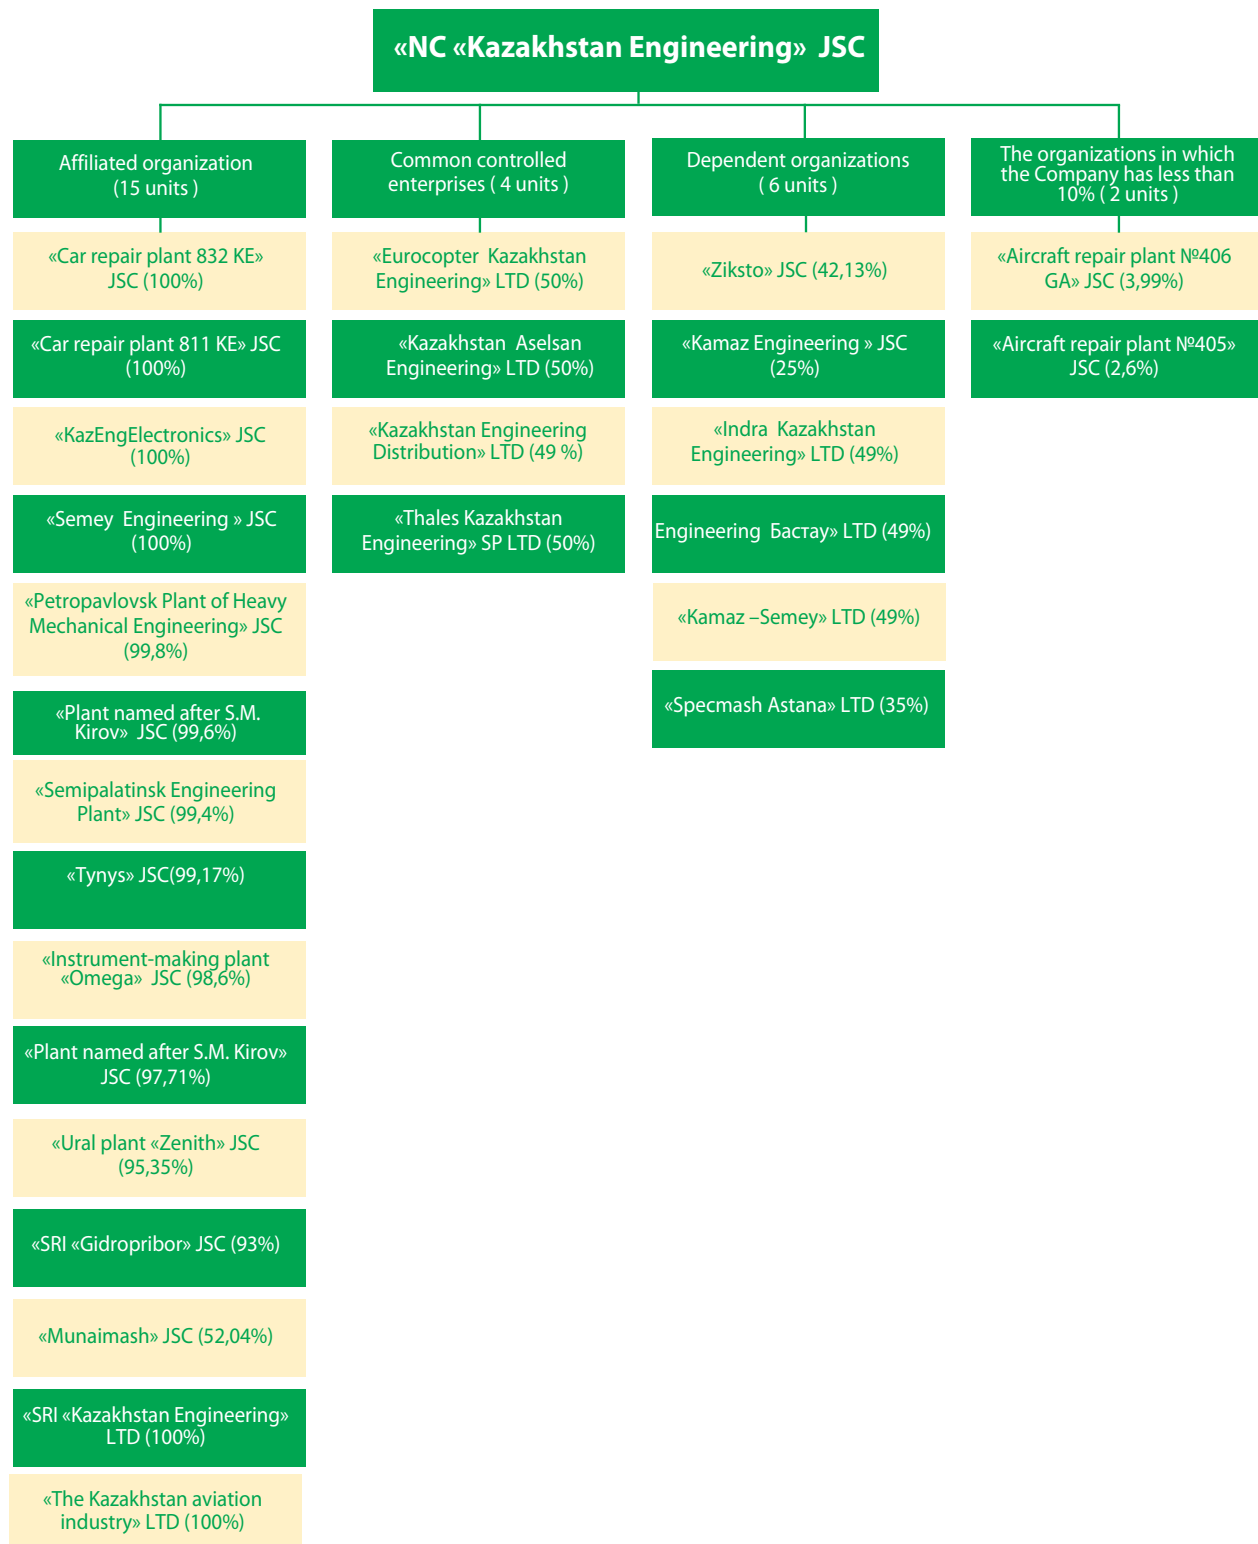 «NC «Kazakhstan Engineering» JSC
Affiliated organization
(15 units )
«Car repair plant 832 KE»
JSC (100%)
«Car repair plant 811 KE» JSC
(100%)
«KazEngElectronics» JSC
(100%)
«Semey Engineering » JSC
(100%)
«Petropavlovsk Plant of Heavy
Mechanical Engineering» JSC
(99,8%)
«Plant named after S.M.
Kirov» JSC (99,6%)
«Semipalatinsk Engineering
Plant» JSC (99,4%)
«Tynys» JSC(99,17%)
«Instrument-making plant
«Omega» JSC (98,6%)
«Plant named after S.M. Kirov»
JSC (97,71%)
«Ural plant «Zenith» JSC
(95,35%)
«SRI «Gidropribor» JSC (93%)
«Munaimash» JSC (52,04%)
«SRI «Kazakhstan Engineering»
LTD (100%)
«The Kazakhstan aviation
industry» LTD (100%)
Common controlled
enterprises ( 4 units )
«Eurocopter Kazakhstan
Engineering» LTD (50%)
«Kazakhstan Aselsan
Engineering» LTD (50%)
«Kazakhstan Engineering
Distribution» LTD (49 %)
«Thales Kazakhstan
Engineering» SP LTD (50%)
Dependent organizations
( 6 units )
«Ziksto» JSC (42,13%)
«Kamaz Engineering » JSC
(25%)
«Indra Kazakhstan
Engineering» LTD (49%)
Engineering Бастау» LTD (49%)
«Kamaz –Semey» LTD (49%)
«Specmash Astana» LTD (35%)
The organizations in which
the Company has less than
10% ( 2 units )
«Aircraft repair plant №406
GA» JSC (3,99%)
«Aircraft repair plant №405»
JSC (2,6%)